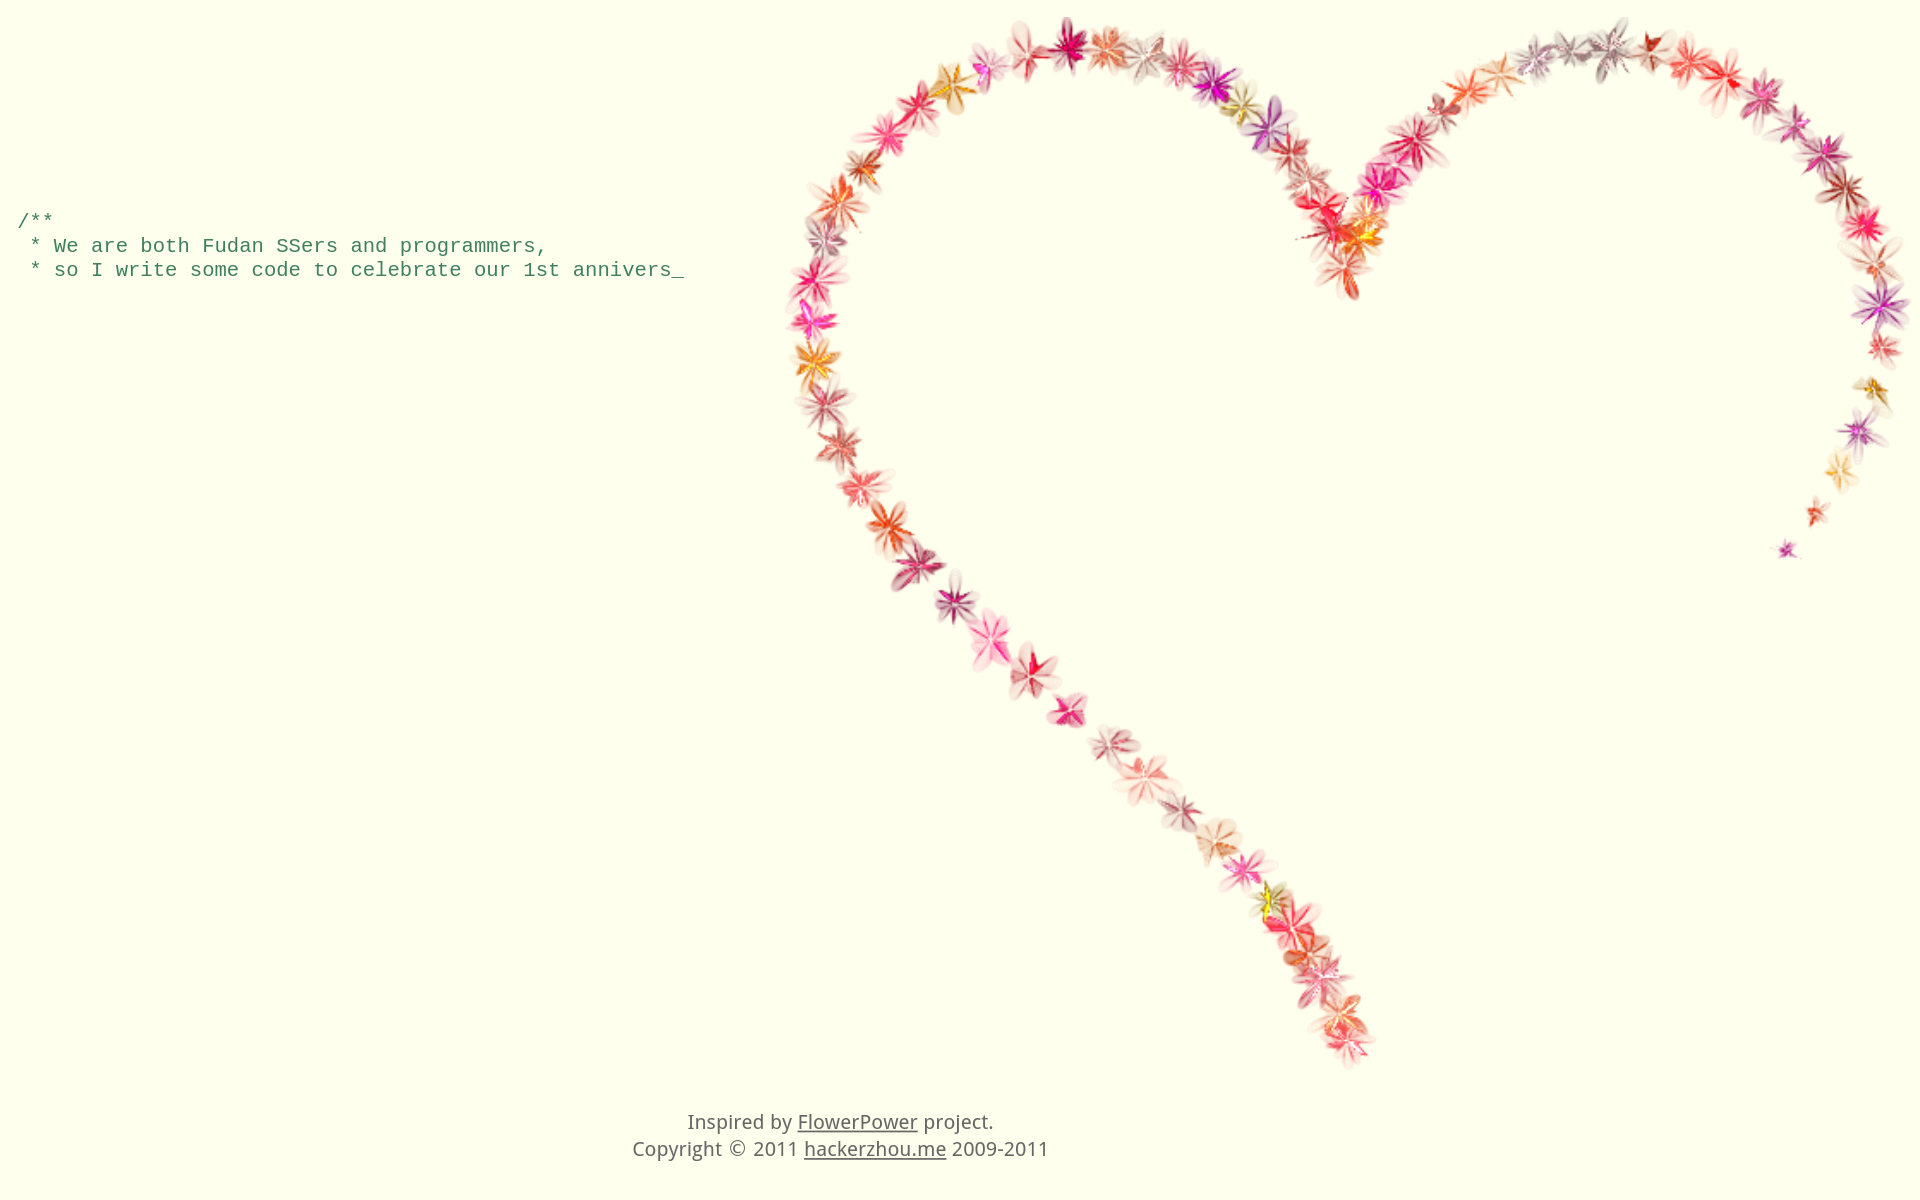 /**
 * We are both Fudan SSers and programmers,
 * so I write some code to celebrate our 1st annivers_
Inspired by FlowerPower project.
Copyright © 2011 hackerzhou.me 2009-2011